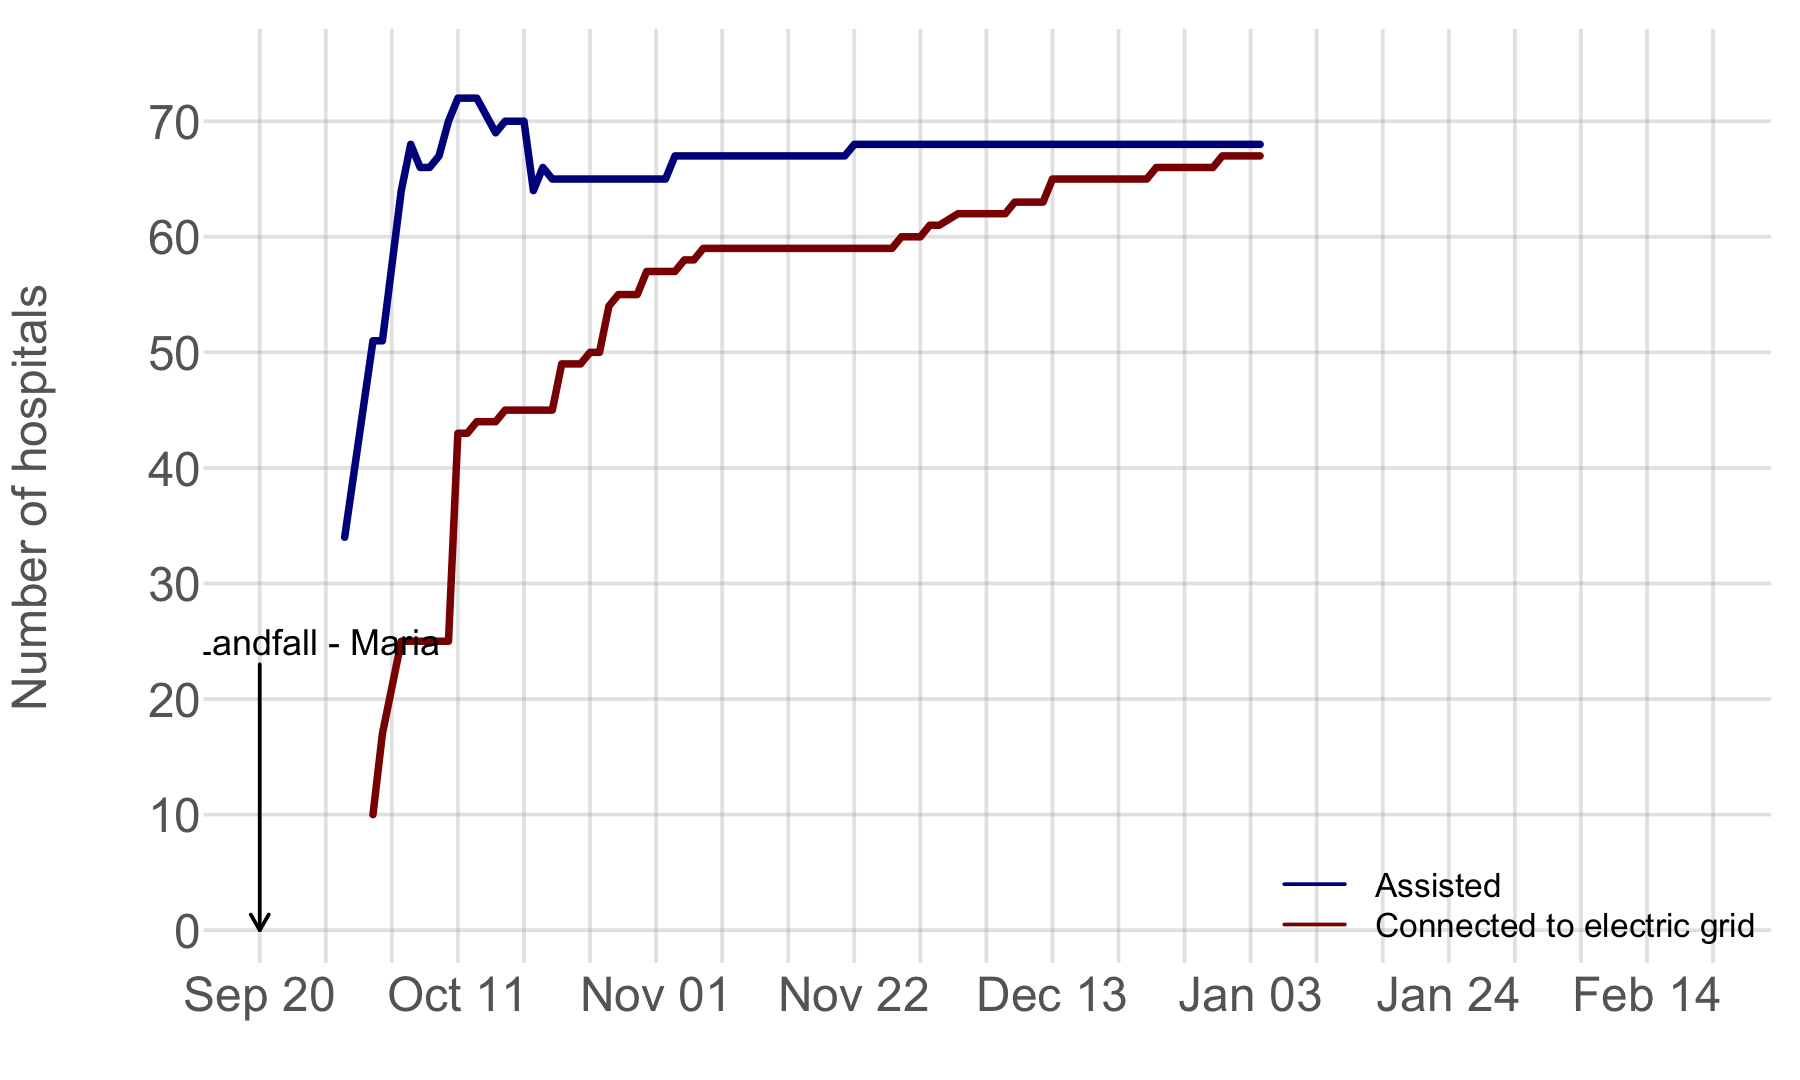 Number of hospitals
70
60
50
40
30
20
10
0
Landfall - Maria
Assisted
Connected to electric grid
Sep 20 Oct 11 Nov 01 Nov 22 Dec 13 Jan 03 Jan 24 Feb 14